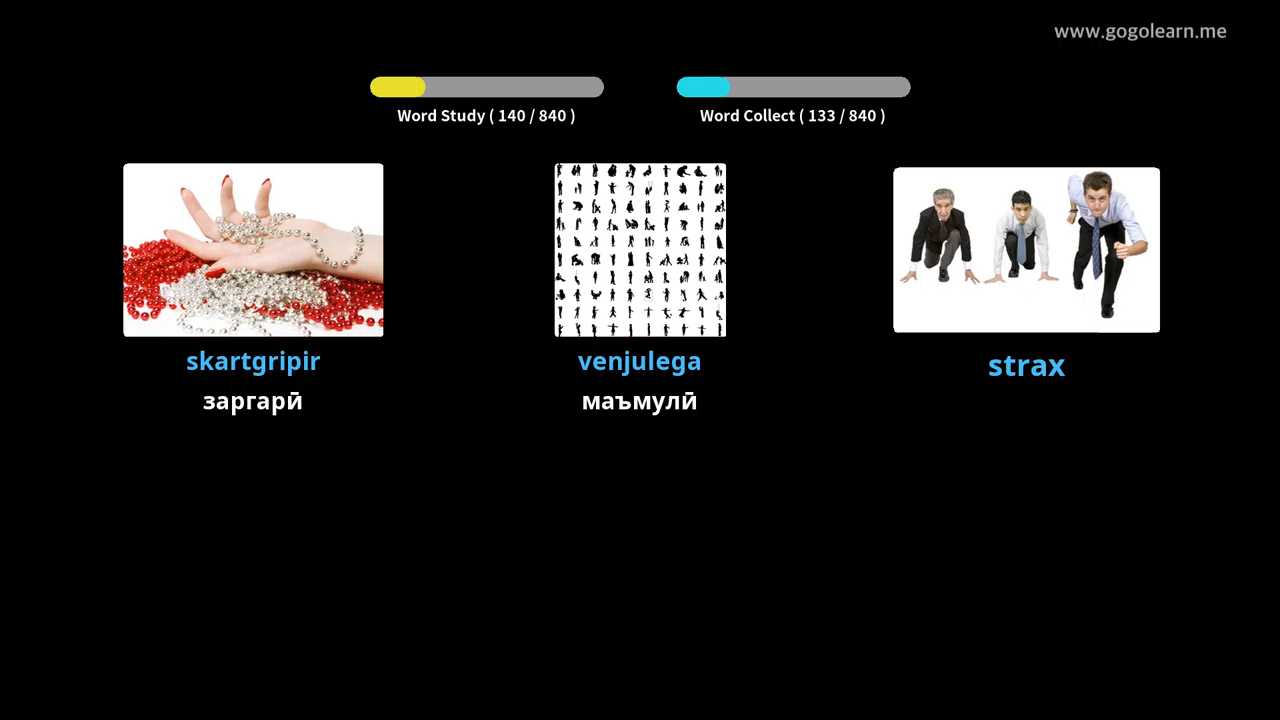 www.gogolearn.me
Word Study ( 140 / 840 )
Word Collect ( 133 / 840 )
skartgripir
заргарӣ
venjulega
маъмулӣ
strax